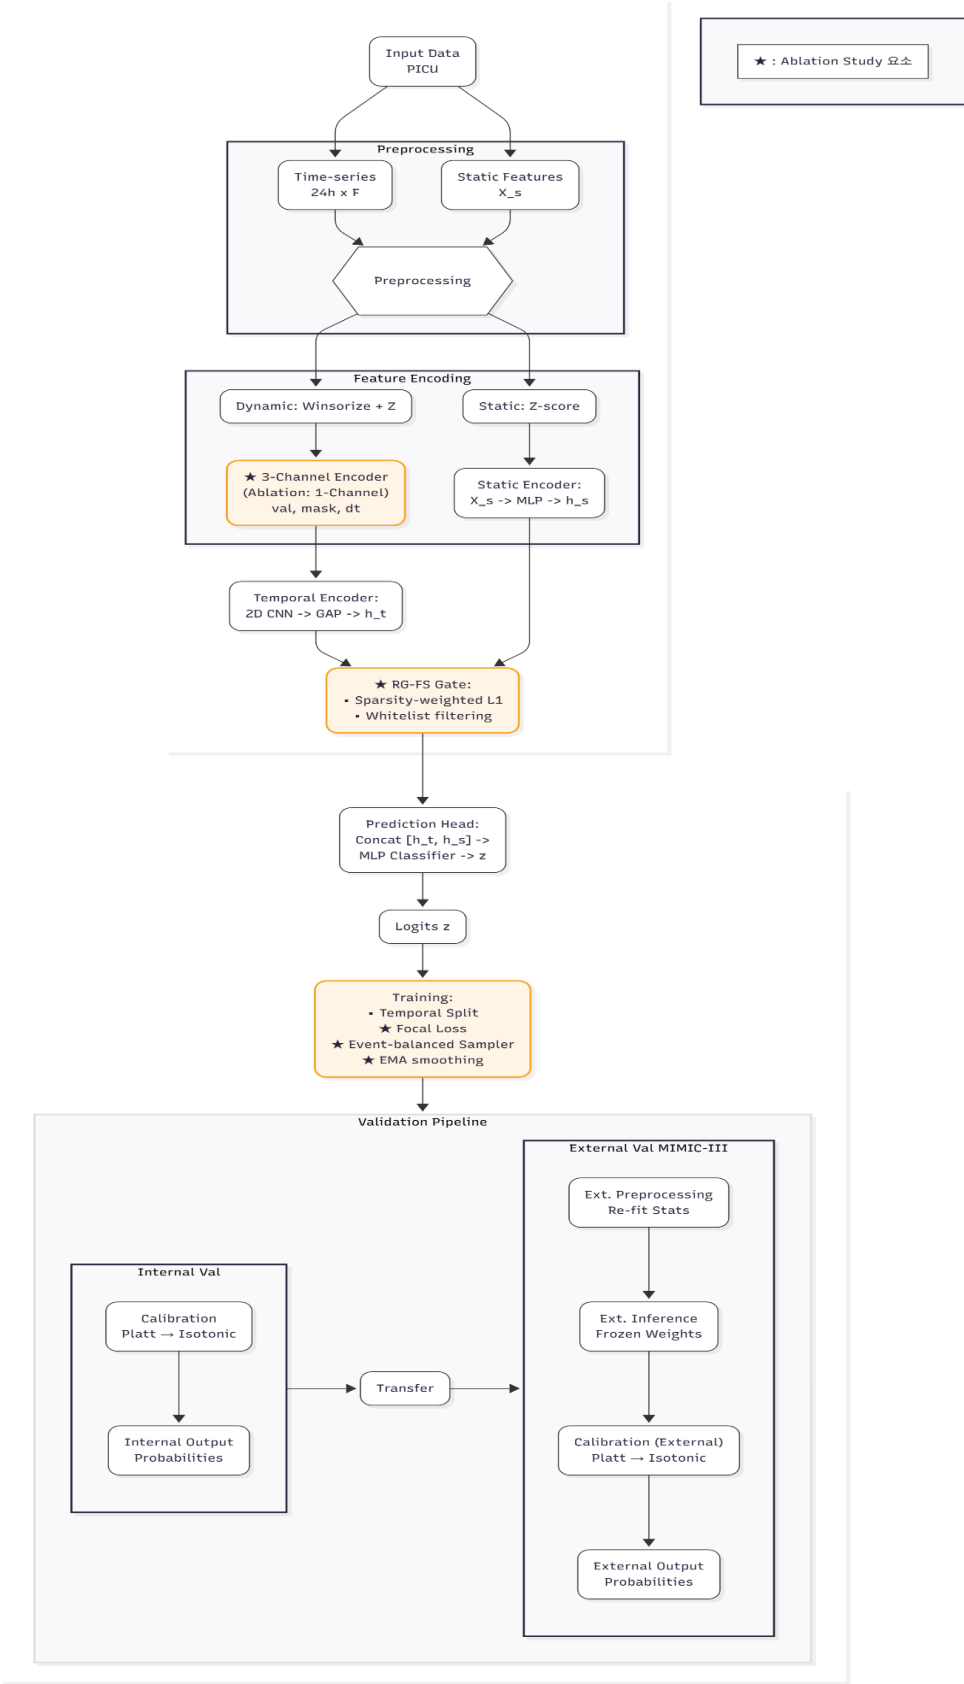 Input Data
PICU
★ : Ablation Study 요소
Preprocessing
Time-series
24h x F
Static Features
X_s
Preprocessing
Feature Encoding
Dynamic: Winsorize + Z
Static: Z-score
★ 3-Channel Encoder
(Ablation: 1-Channel)
val, mask, dt
Static Encoder:
X_s -> MLP -> h_s
Temporal Encoder:
2D CNN -> GAP -> h_t
★ RG-FS Gate:
▪ Sparsity-weighted L1
▪ Whitelist filtering
Prediction Head:
Concat [h_t, h_s] ->
MLP Classifier -> z
Logits z
Training:
▪ Temporal Split
★ Focal Loss
★ Event-balanced Sampler
★ EMA smoothing
Validation Pipeline
Internal Val
Calibration
Platt → Isotonic
Internal Output
Probabilities
Transfer
External Val MIMIC-III
Ext. Preprocessing
Re-fit Stats
Ext. Inference
Frozen Weights
Calibration (External)
Platt → Isotonic
External Output
Probabilities